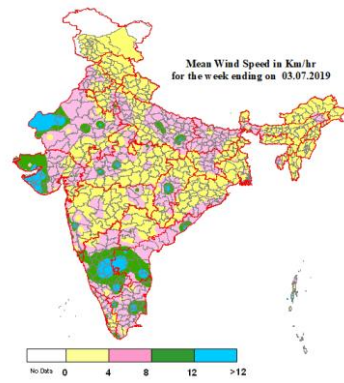 Mean Wind Speed in Km/hr
for the week ending on 03.07.2019
No Data 0 4 8 12 >12